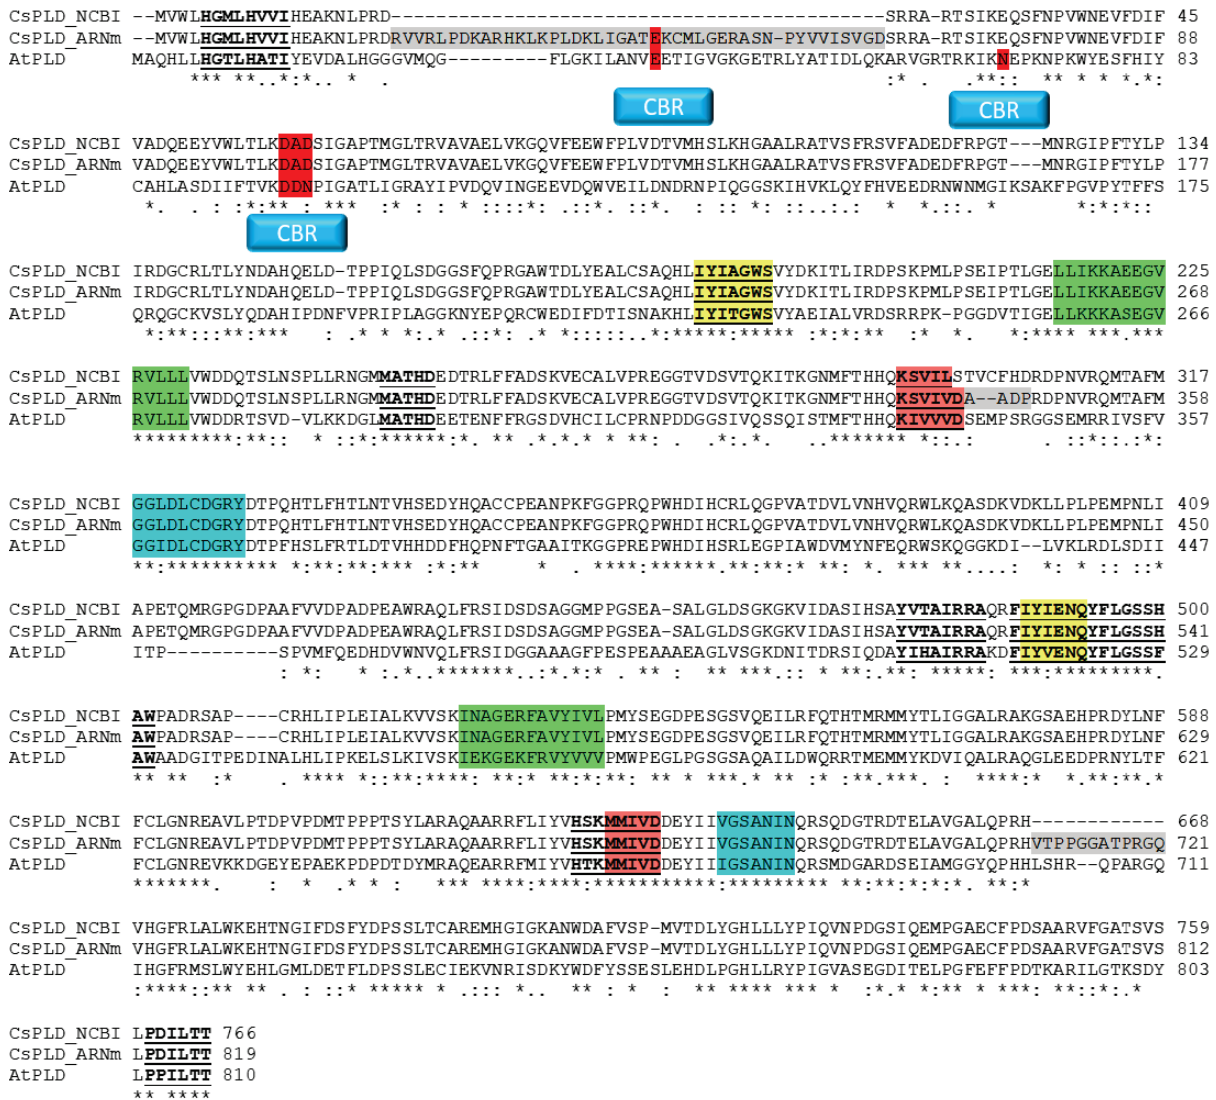 CsPLD_NCBI --MVWLHGMLHVVIHEAKNLPRD--------------------------------------------SRRA-RTSIKEQSFNPVWNEVFDIF 45
CsPLD_ARNm --MVWLHGMLHVVIHEAKNLPRDRVVRLPDKARHKLKPLDKLIGATEKCMLGERASN-PYVVISVGDSRRA-RTSIKEQSFNPVWNEVFDIF 88
AtPLD MAQHLLHGTLHATIYEVDALHGGGVMQG---------FLGKILANVEETIGVGKGETRLYATIDLQKARVGRTRKIKNEPKNPKWYESFHIY 83
CBR CBR
CsPLD_NCBI VADQEEYVWLTLKDADSIGAPTMGLTRVAVAELVKGQVFEEWFPLVDTVMHSLKHGAALRATVSFRSVFADEDFRPGT---MNRGIPFTYLP 134
CsPLD_ARNm VADQEEYVWLTLKDADSIGAPTMGLTRVAVAELVKGQVFEEWFPLVDTVMHSLKHGAALRATVSFRSVFADEDFRPGT---MNRGIPFTYLP 177
AtPLD CAHLASDIIFTVKDDNPIGATLIGRAYIPVDQVINGEEVDQWVEILDNDRNPIQGGSKIHVKLQYFHVEEDRNWNMGIKSAKFPGVPYTFFS 175
CBR
CsPLD_NCBI IRDGCRLTLYNDAHQELD-TPPIQLSDGGSFQPRGAWTDLYEALCSAQHLIYIAGWSVYDKITLIRDPSKPMLPSEIPTLGELLIKKAEEGV 225
CsPLD_ARNm IRDGCRLTLYNDAHQELD-TPPIQLSDGGSFQPRGAWTDLYEALCSAQHLIYIAGWSVYDKITLIRDPSKPMLPSEIPTLGELLIKKAEEGV 268
AtPLD QRQGCKVSLYQDAHIPDNFVPRIPLAGGKNYEPQRCWEDIFDTISNAKHLIYITGWSVYAEIALVRDSRRPK-PGGDVTIGELLKKKASEGV 266
CsPLD_NCBI RVLLLVWDDQTSLNSPLLRNGMMATHDEDTRLFFADSKVECALVPREGGTVDSVTQKITKGNMFTHHQKSVILSTVCFHDRDPNVRQMTAFM 317
CsPLD_ARNm RVLLLVWDDQTSLNSPLLRNGMMATHDEDTRLFFADSKVECALVPREGGTVDSVTQKITKGNMFTHHQKSVIVDA--ADPRDPNVRQMTAFM 358
AtPLD RVLLLVWDDRTSVD-VLKKDGLMATHDEETENFFRGSDVHCILCPRNPDDGGSIVQSSQISTMFTHHQKIVVVDSEMPSRGGSEMRRIVSFV 357
CsPLD_NCBI GGLDLCDGRYDTPQHTLFHTLNTVHSEDYHQACCPEANPKFGGPRQPWHDIHCRLQGPVATDVLVNHVQRWLKQASDKVDKLLPLPEMPNLI 409
CsPLD_ARNm GGLDLCDGRYDTPQHTLFHTLNTVHSEDYHQACCPEANPKFGGPRQPWHDIHCRLQGPVATDVLVNHVQRWLKQASDKVDKLLPLPEMPNLI 450
AtPLD GGIDLCDGRYDTPFHSLFRTLDTVHHDDFHQPNFTGAAITKGGPREPWHDIHSRLEGPIAWDVMYNFEQRWSKQGGKDI--LVKLRDLSDII 447
CsPLD_NCBI APETQMRGPGDPAAFVVDPADPEAWRAQLFRSIDSDSAGGMPPGSEA-SALGLDSGKGKVIDASIHSAYVTAIRRAQRFIYIENQYFLGSSH 500
CsPLD_ARNm APETQMRGPGDPAAFVVDPADPEAWRAQLFRSIDSDSAGGMPPGSEA-SALGLDSGKGKVIDASIHSAYVTAIRRAQRFIYIENQYFLGSSH 541
AtPLD ITP----------SPVMFQEDHDVWNVQLFRSIDGGAAAGFPESPEAAAEAGLVSGKDNITDRSIQDAYIHAIRRAKDFIYVENQYFLGSSF 529
CsPLD_NCBI AWPADRSAP----CRHLIPLEIALKVVSKINAGERFAVYIVLPMYSEGDPESGSVQEILRFQTHTMRMMYTLIGGALRAKGSAEHPRDYLNF 588
CsPLD_ARNm AWPADRSAP----CRHLIPLEIALKVVSKINAGERFAVYIVLPMYSEGDPESGSVQEILRFQTHTMRMMYTLIGGALRAKGSAEHPRDYLNF 629
AtPLD AWAADGITPEDINALHLIPKELSLKIVSKIEKGEKFRVYVVVPMWPEGLPGSGSAQAILDWQRRTMEMMYKDVIQALRAQGLEEDPRNYLTF 621
CsPLD_NCBI FCLGNREAVLPTDPVPDMTPPPTSYLARAQAARRFLIYVHSKMMIVDDEYIIVGSANINQRSQDGTRDTELAVGALQPRH------------ 668
CsPLD_ARNm FCLGNREAVLPTDPVPDMTPPPTSYLARAQAARRFLIYVHSKMMIVDDEYIIVGSANINQRSQDGTRDTELAVGALQPRHVTPPGGATPRGQ 721
AtPLD FCLGNREVKKDGEYEPAEKPDPDTDYMRAQEARRFMIYVHTKMMIVDDEYIIIGSANINQRSMDGARDSEIAMGGYQPHHLSHR--QPARGQ 711
CsPLD_NCBI VHGFRLALWKEHTNGIFDSFYDPSSLTCAREMHGIGKANWDAFVSP-MVTDLYGHLLLYPIQVNPDGSIQEMPGAECFPDSAARVFGATSVS 759
CsPLD_ARNm VHGFRLALWKEHTNGIFDSFYDPSSLTCAREMHGIGKANWDAFVSP-MVTDLYGHLLLYPIQVNPDGSIQEMPGAECFPDSAARVFGATSVS 812
AtPLD IHGFRMSLWYEHLGMLDETFLDPSSLECIEKVNRISDKYWDFYSSESLEHDLPGHLLRYPIGVASEGDITELPGFEFFPDTKARILGTKSDY 803
CsPLD_NCBI LPDILTT 766
CsPLD_ARNm LPDILTT 819
AtPLD LPPILTT 810
** ****